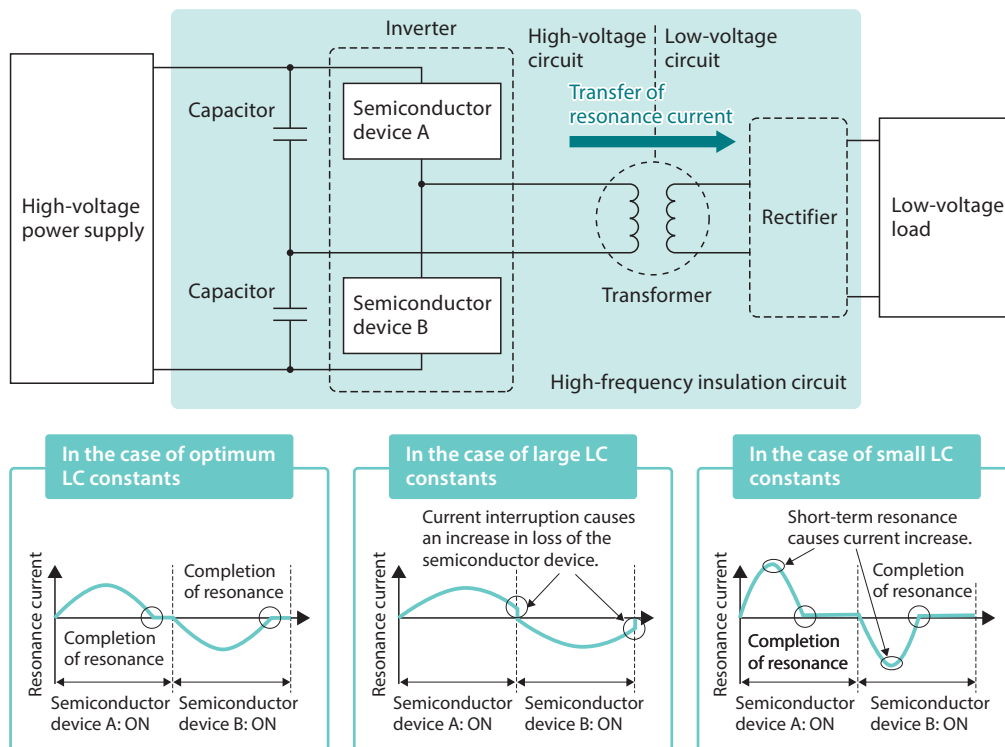 Inverter
High-voltage
circuit
Low-voltage
circuit
Transfer of
resonance current
Capacitor
Semiconductor
device A
High-voltage
power supply
Rectifier
Low-voltage
load
Capacitor
Semiconductor
device B
Transformer
High-frequency insulation circuit
In the case of optimum
LC constants
Resonance current
Completion
of resonance
Completion
of resonance
Semiconductor
device A: ON
Semiconductor
device B: ON
In the case of large LC
constants
Current interruption causes
an increase in loss of the
semiconductor device.
Resonance current
Semiconductor
device A: ON
Semiconductor
device B: ON
In the case of small LC
constants
Short-term resonance
causes current increase.
Resonance current
Completion
of resonance
Completion
of resonance
Semiconductor
device A: ON
Semiconductor
device B: ON